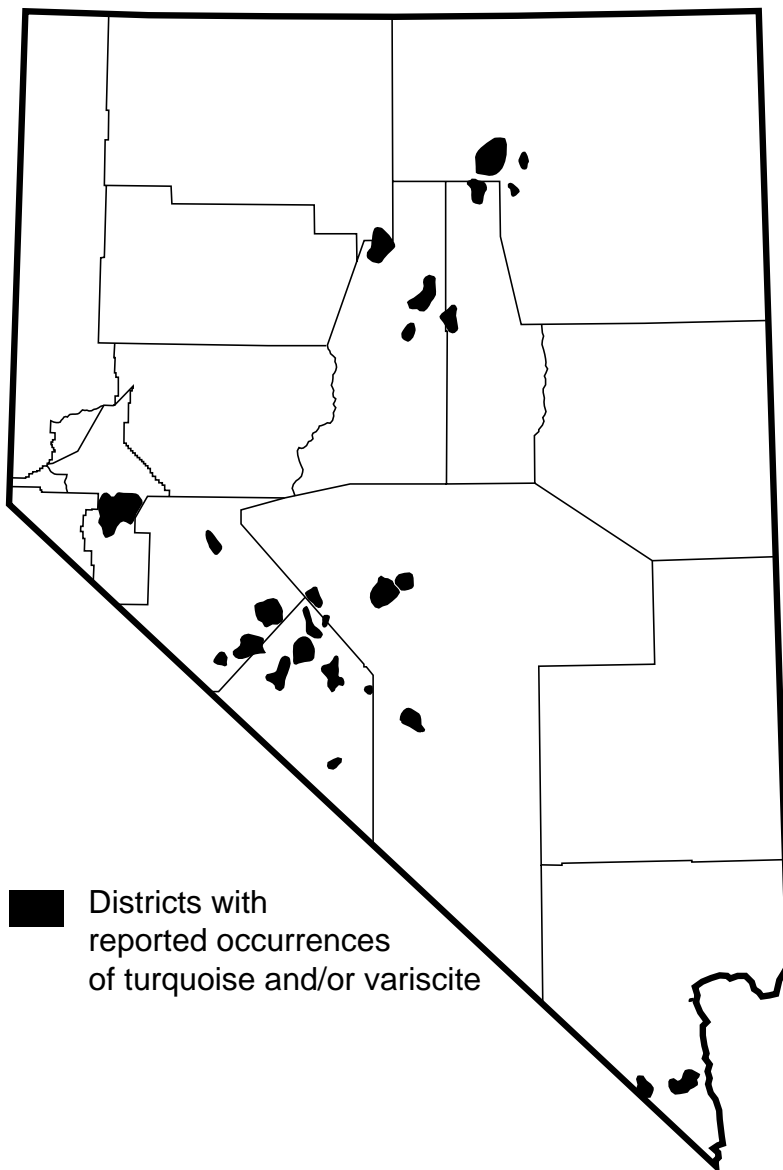 Districts with
reported occurrences
of turquoise and/or variscite